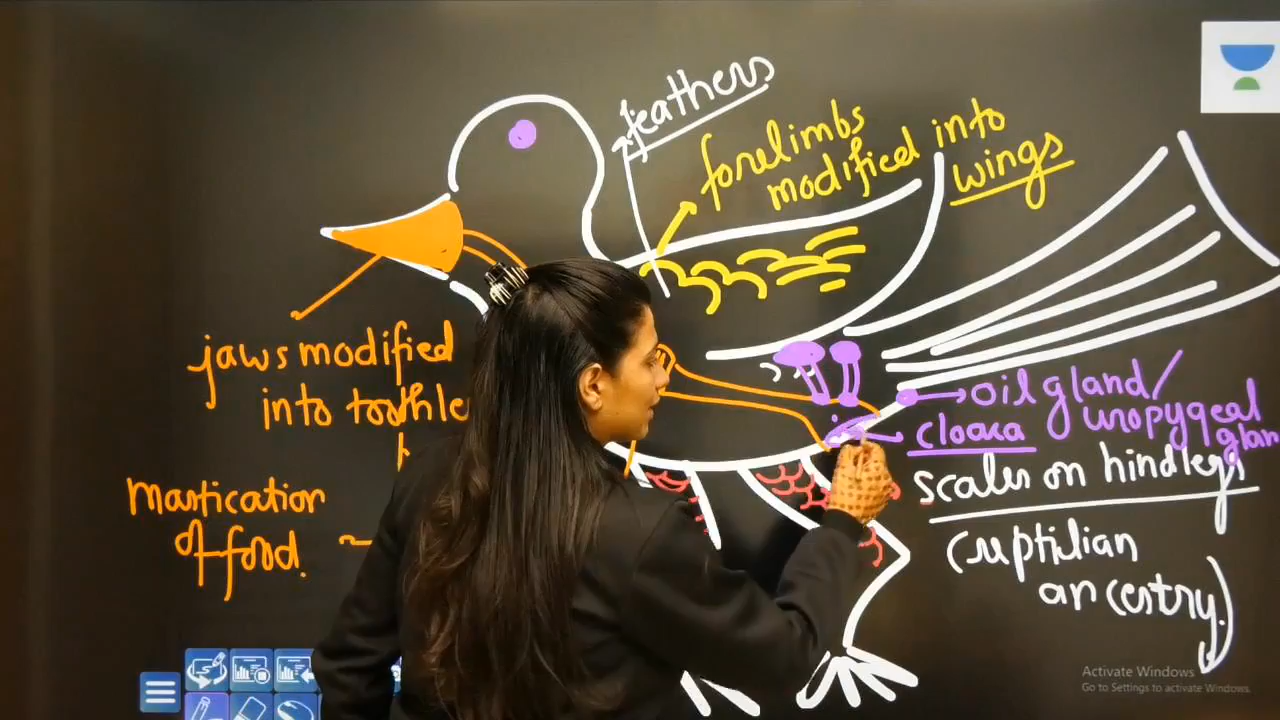 feathers
forelimbs
modified into
wings
jaws modified
into
oil gland/
uropygeal
gland
cloaca
scales on hindlegs
(reptilian
ancestry)
Mastication
of food.
Activate Windows
Go to Settings to activate Windows.